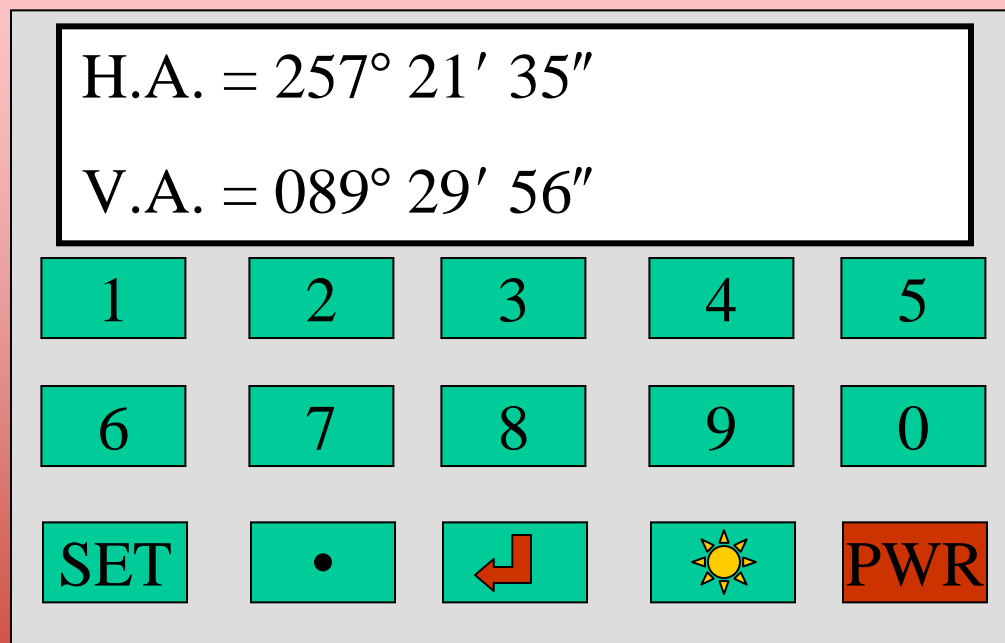 H.A. = 257° 21′ 35″
V.A. = 089° 29′ 56″
1 2 3 4 5
6 7 8 9 0
SET • PWR